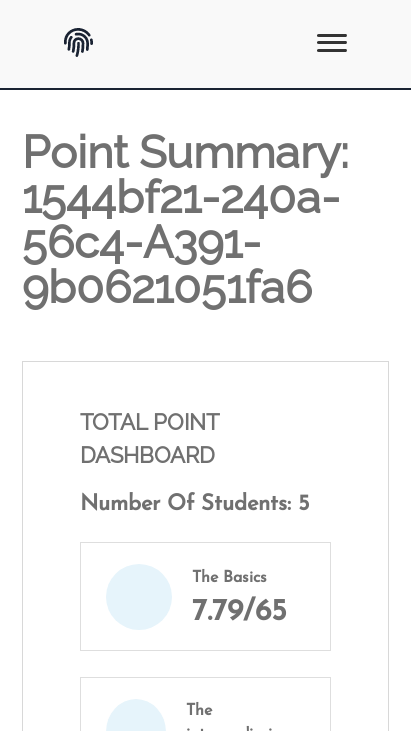 Point Summary:
1544bf21-240a-
56c4-A391-
9b0621051fa6
TOTAL POINT
DASHBOARD
Number Of Students: 5
The Basics
7.79/65
The